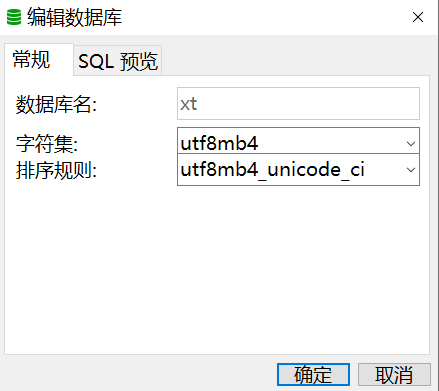 编辑数据库
常规 SQL 预览
数据库名: xt
字符集: utf8mb4
排序规则: utf8mb4_unicode_ci
确定 取消